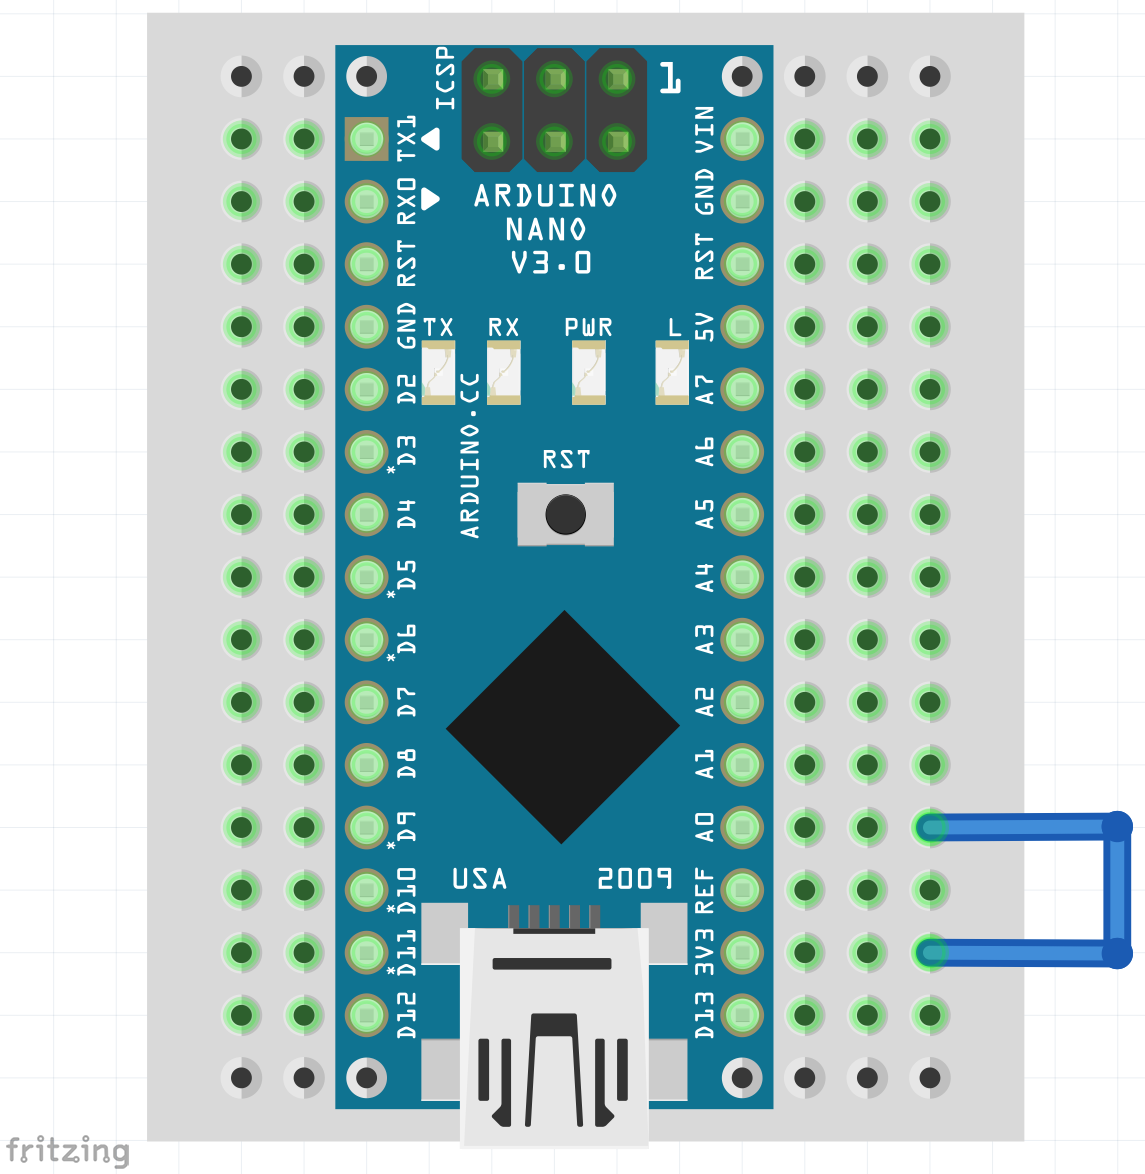 ICSP
1
TX1
RX0
RST
GND
D2
*D3
D4
*D5
*D6
D7
D8
*D9
*D10
*D11
D12
ARDUINO
NANO
V3.0
TX RX PWR L
ARDUINO.CC
RST
USA 2009
VIN
GND
RST
5V
A7
A6
A5
A4
A3
A2
A1
A0
REF
3V3
D13
fritzing